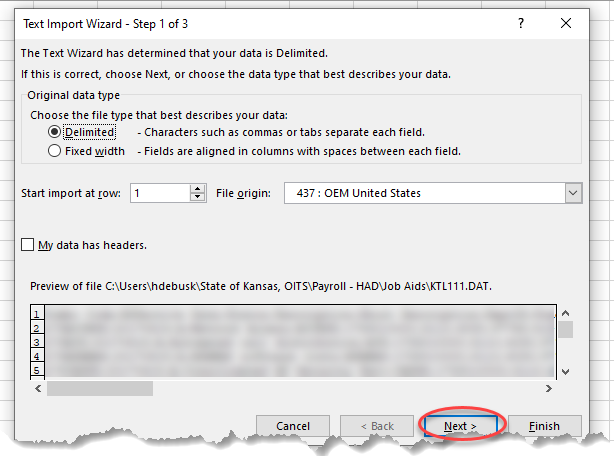 Text Import Wizard - Step 1 of 3 ? ×
The Text Wizard has determined that your data is Delimited.
If this is correct, choose Next, or choose the data type that best describes your data.
Original data type
Choose the file type that best describes your data:
Delimited - Characters such as commas or tabs separate each field.
Fixed width - Fields are aligned in columns with spaces between each field.
Start import at row: 1 File origin: 437 : OEM United States
My data has headers.
Preview of file C:\Users\hdebusk\State of Kansas, OITS\Payroll - HAD\Job Aids\KTL111.DAT.
1
2
3
4
5
Cancel < Back Next > Finish